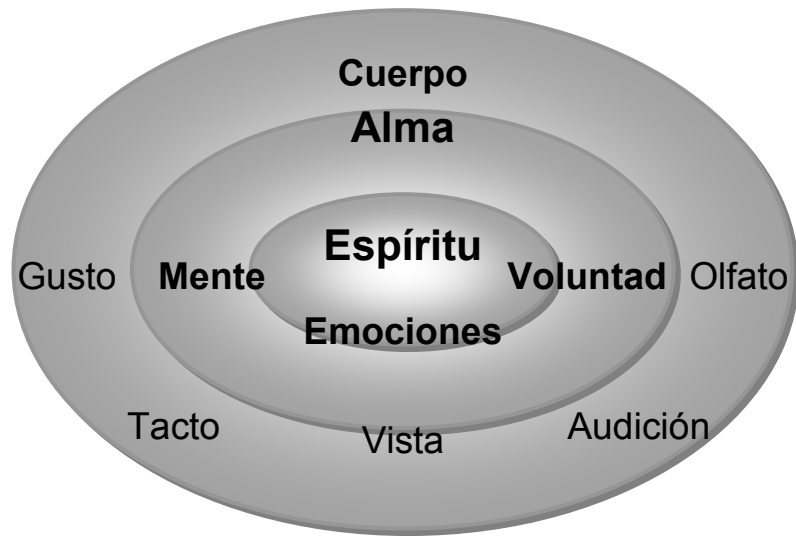 Cuerpo
Alma
Espíritu
Gusto Mente Voluntad Olfato
Emociones
Tacto Vista Audición